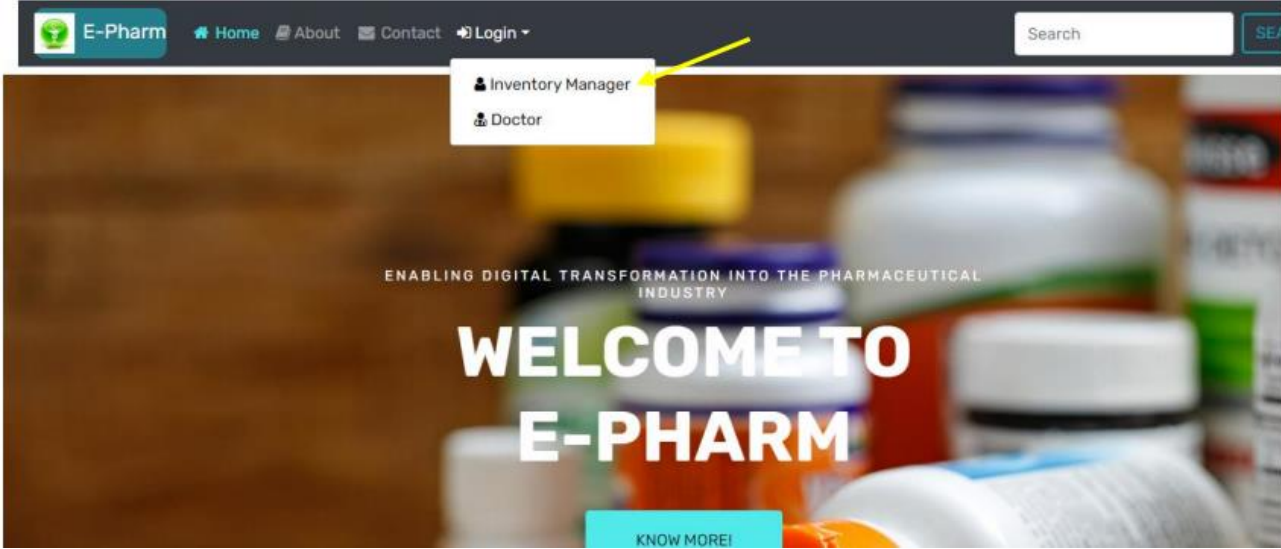 E-Pharm Home About Contact Login Search SEA
Inventory Manager
Doctor
ENABLING DIGITAL TRANSFORMATION INTO THE PHARMACEUTICAL
INDUSTRY
WELCOME TO
E-PHARM
KNOW MORE!